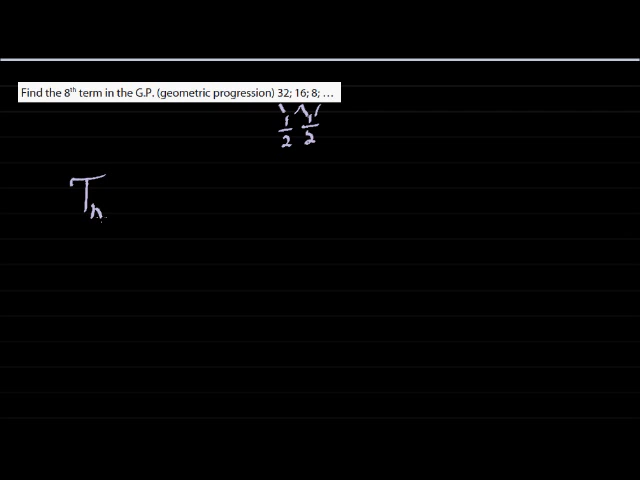 Find the 8th term in the G.P. (geometric progression) 32; 16; 8; …
1/2 1/2
Tn